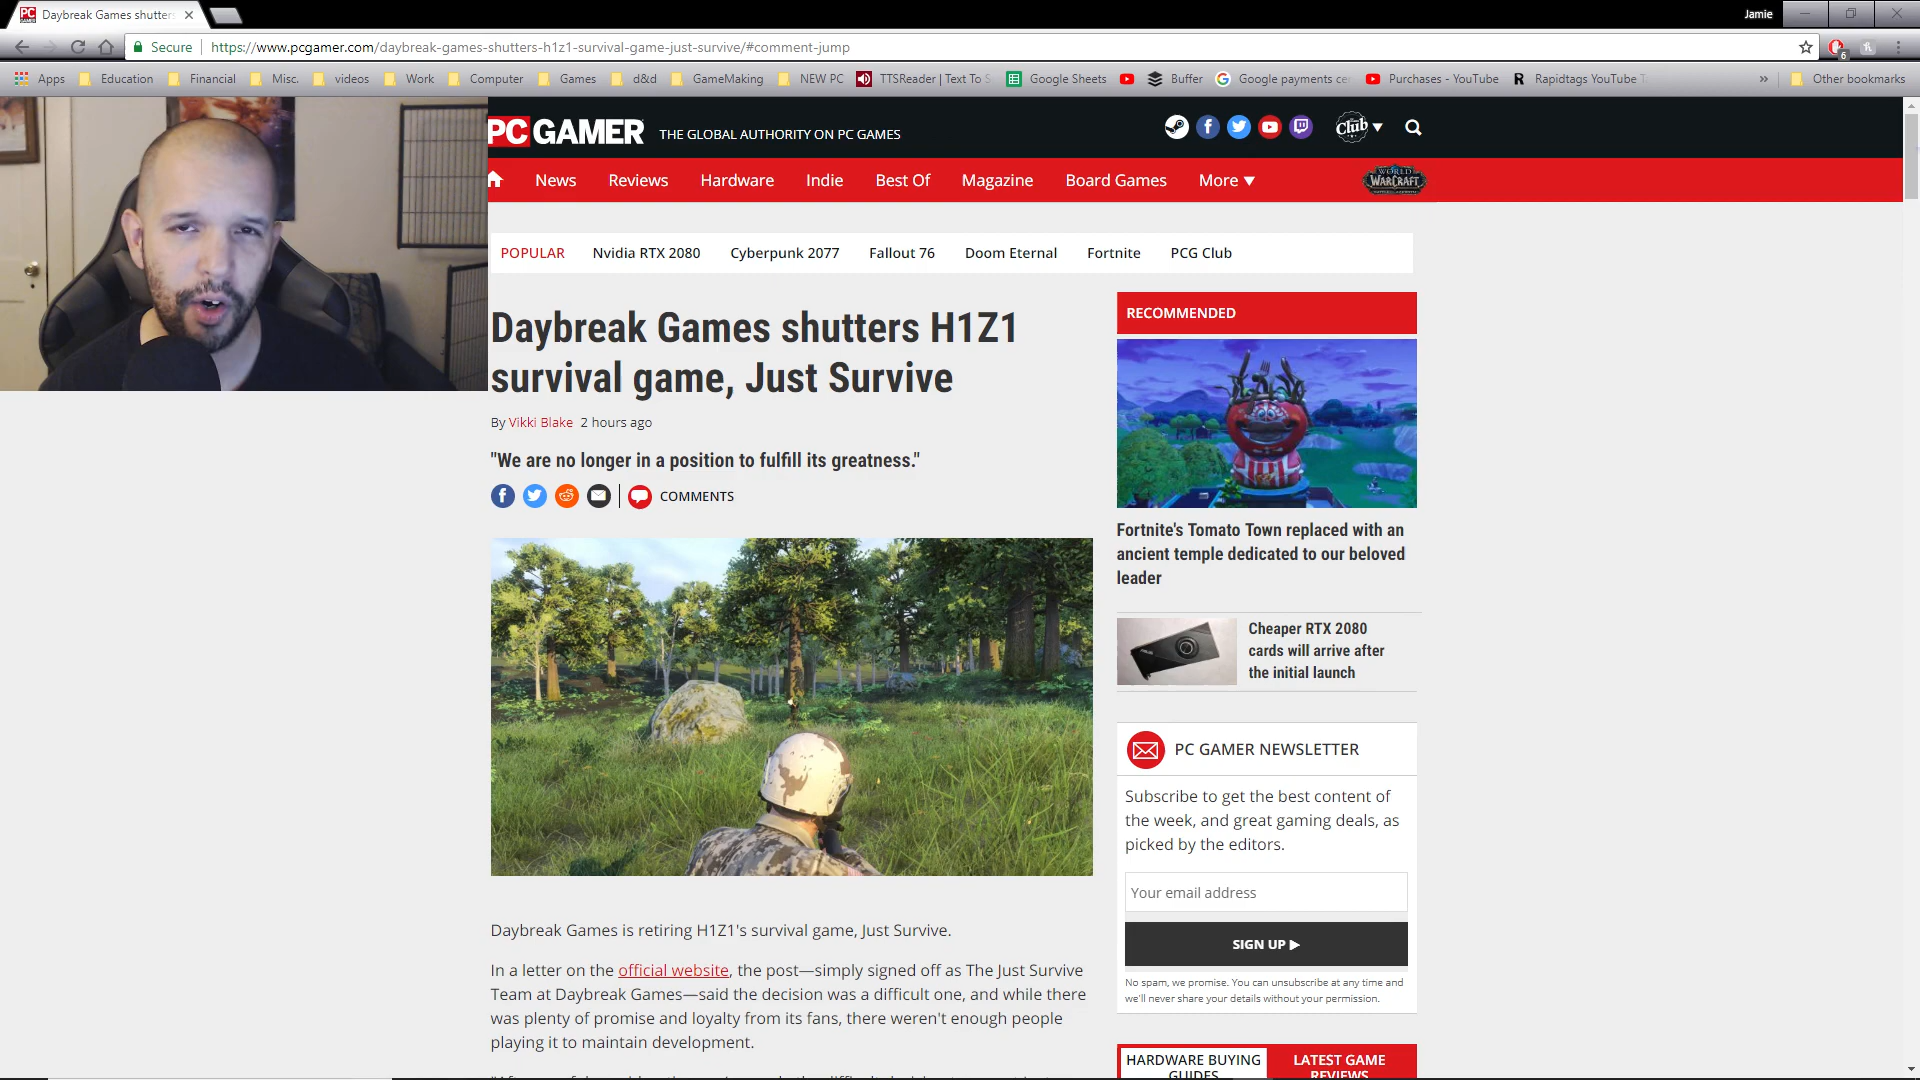 Daybreak Games shutters
Jamie
Secure
https://www.pcgamer.com/daybreak-games-shutters-h1z1-survival-game-just-survive/#comment-jump
6
Apps
Education
Financial
Misc.
videos
Work
Computer
Games
d&d
GameMaking
NEW PC
TTSReader | Text To S
Google Sheets
Buffer
Google payments ce
Purchases - YouTube
Rapidtags YouTube T
»
Other bookmarks
PC GAMER
THE GLOBAL AUTHORITY ON PC GAMES
Club
News
Reviews
Hardware
Indie
Best Of
Magazine
Board Games
More ▼
WORLD WARCRAFT
POPULAR
Nvidia RTX 2080
Cyberpunk 2077
Fallout 76
Doom Eternal
Fortnite
PCG Club
Daybreak Games shutters H1Z1
survival game, Just Survive
By Vikki Blake 2 hours ago
"We are no longer in a position to fulfill its greatness."
COMMENTS
Daybreak Games is retiring H1Z1's survival game, Just Survive.
In a letter on the official website, the post—simply signed off as The Just Survive
Team at Daybreak Games—said the decision was a difficult one, and while there
was plenty of promise and loyalty from its fans, there weren't enough people
playing it to maintain development.
RECOMMENDED
Fortnite's Tomato Town replaced with an
ancient temple dedicated to our beloved
leader
Cheaper RTX 2080
cards will arrive after
the initial launch
PC GAMER NEWSLETTER
Subscribe to get the best content of
the week, and great gaming deals, as
picked by the editors.
Your email address
SIGN UP ▶
No spam, we promise. You can unsubscribe at any time and
we'll never share your details without your permission.
HARDWARE BUYING
GUIDES
LATEST GAME
REVIEWS